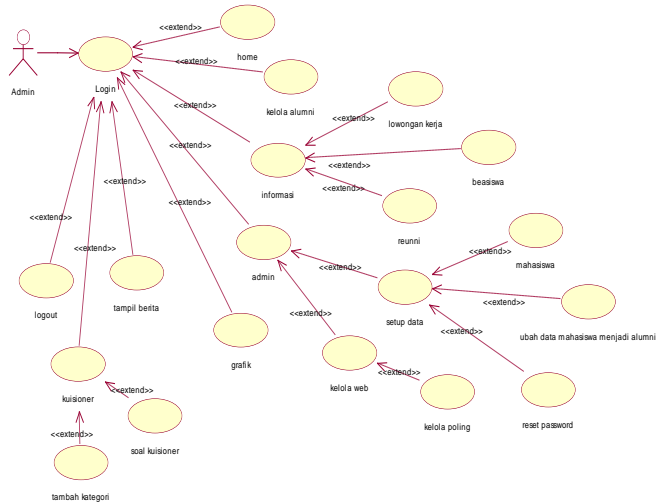 <<extend>>
home
<<extend>>
Admin
Login
kelola alumni
<<extend>>
<<extend>>
lowongan kerja
<<extend>>
beasiswa
informasi
<<extend>>
reunni
<<extend>>
<<extend>>
<<extend>>
<<extend>>
<<extend>>
<<extend>>
mahasiswa
admin
<<extend>>
logout
tampil berita
setup data
<<extend>>
ubah data mahasiswa menjadi alumni
<<extend>>
grafik
<<extend>>
kuisioner
<<extend>>
kelola web
<<extend>>
kelola poling
reset password
<<extend>>
soal kuisioner
tambah kategori